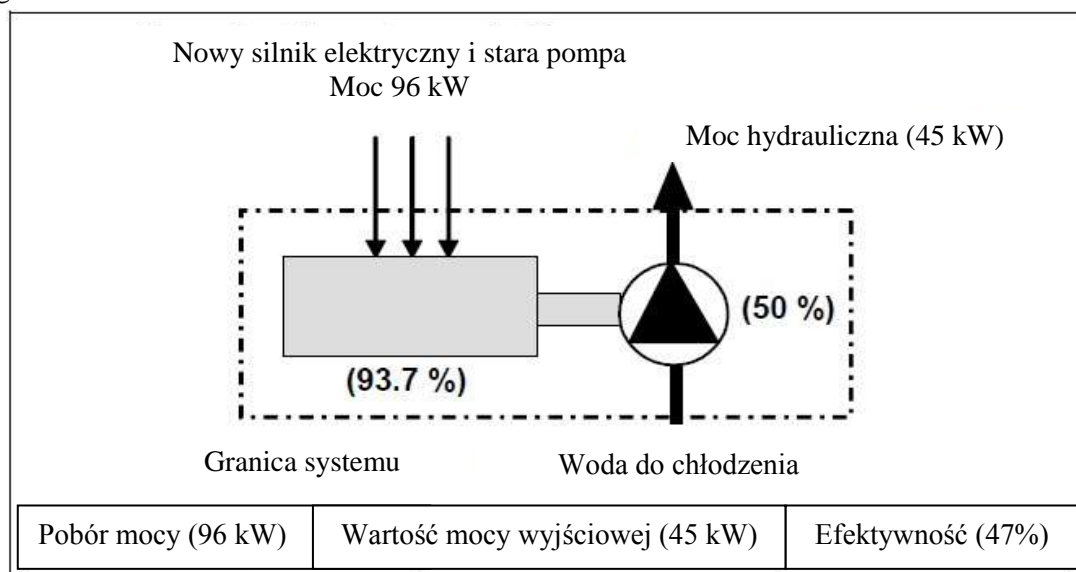 Nowy silnik elektryczny i stara pompa
Moc 96 kW
Moc hydrauliczna (45 kW)
(50 %)
(93.7 %)
Granica systemu
Woda do chłodzenia
Pobór mocy (96 kW)
Wartość mocy wyjściowej (45 kW)
Efektywność (47%)